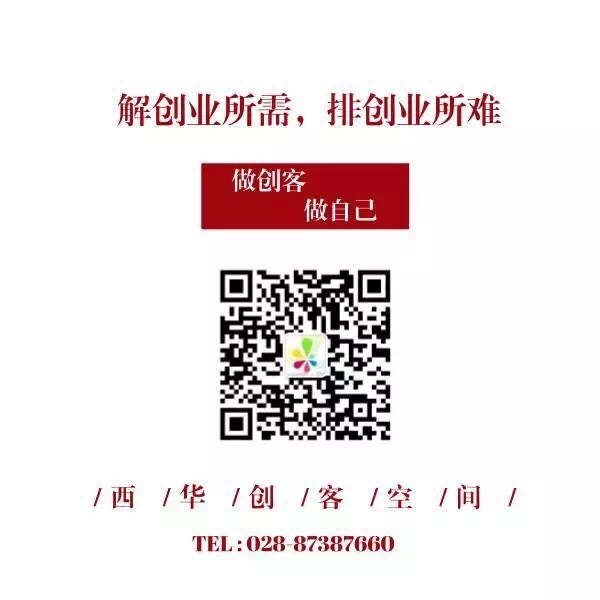 解创业所需，排创业所难
做创客
做自己
/ 西 / 华 / 创 / 客 / 空 / 间 /
TEL : 028-87387660